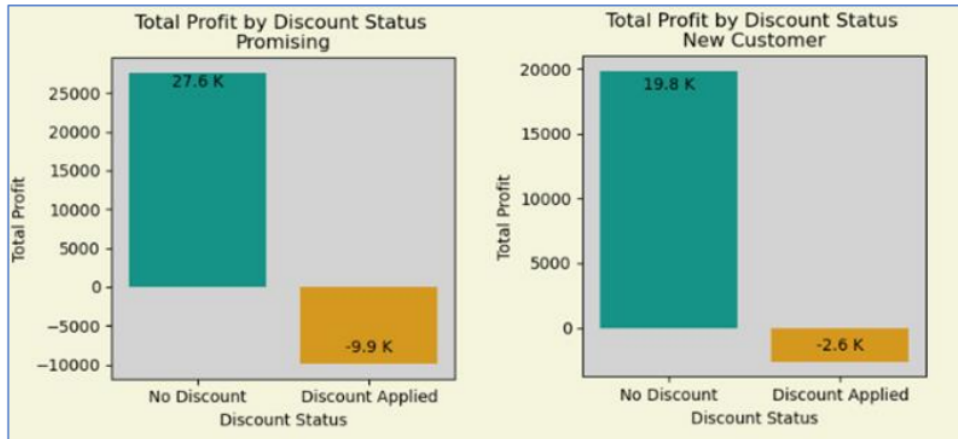 Total Profit by Discount Status
Promising
27.6 K
25000
20000
15000
10000
5000
0
−5000
−10000
-9.9 K
Total Profit
No Discount
Discount Applied
Discount Status
Total Profit by Discount Status
New Customer
20000
19.8 K
15000
10000
5000
0
-2.6 K
Total Profit
No Discount
Discount Applied
Discount Status